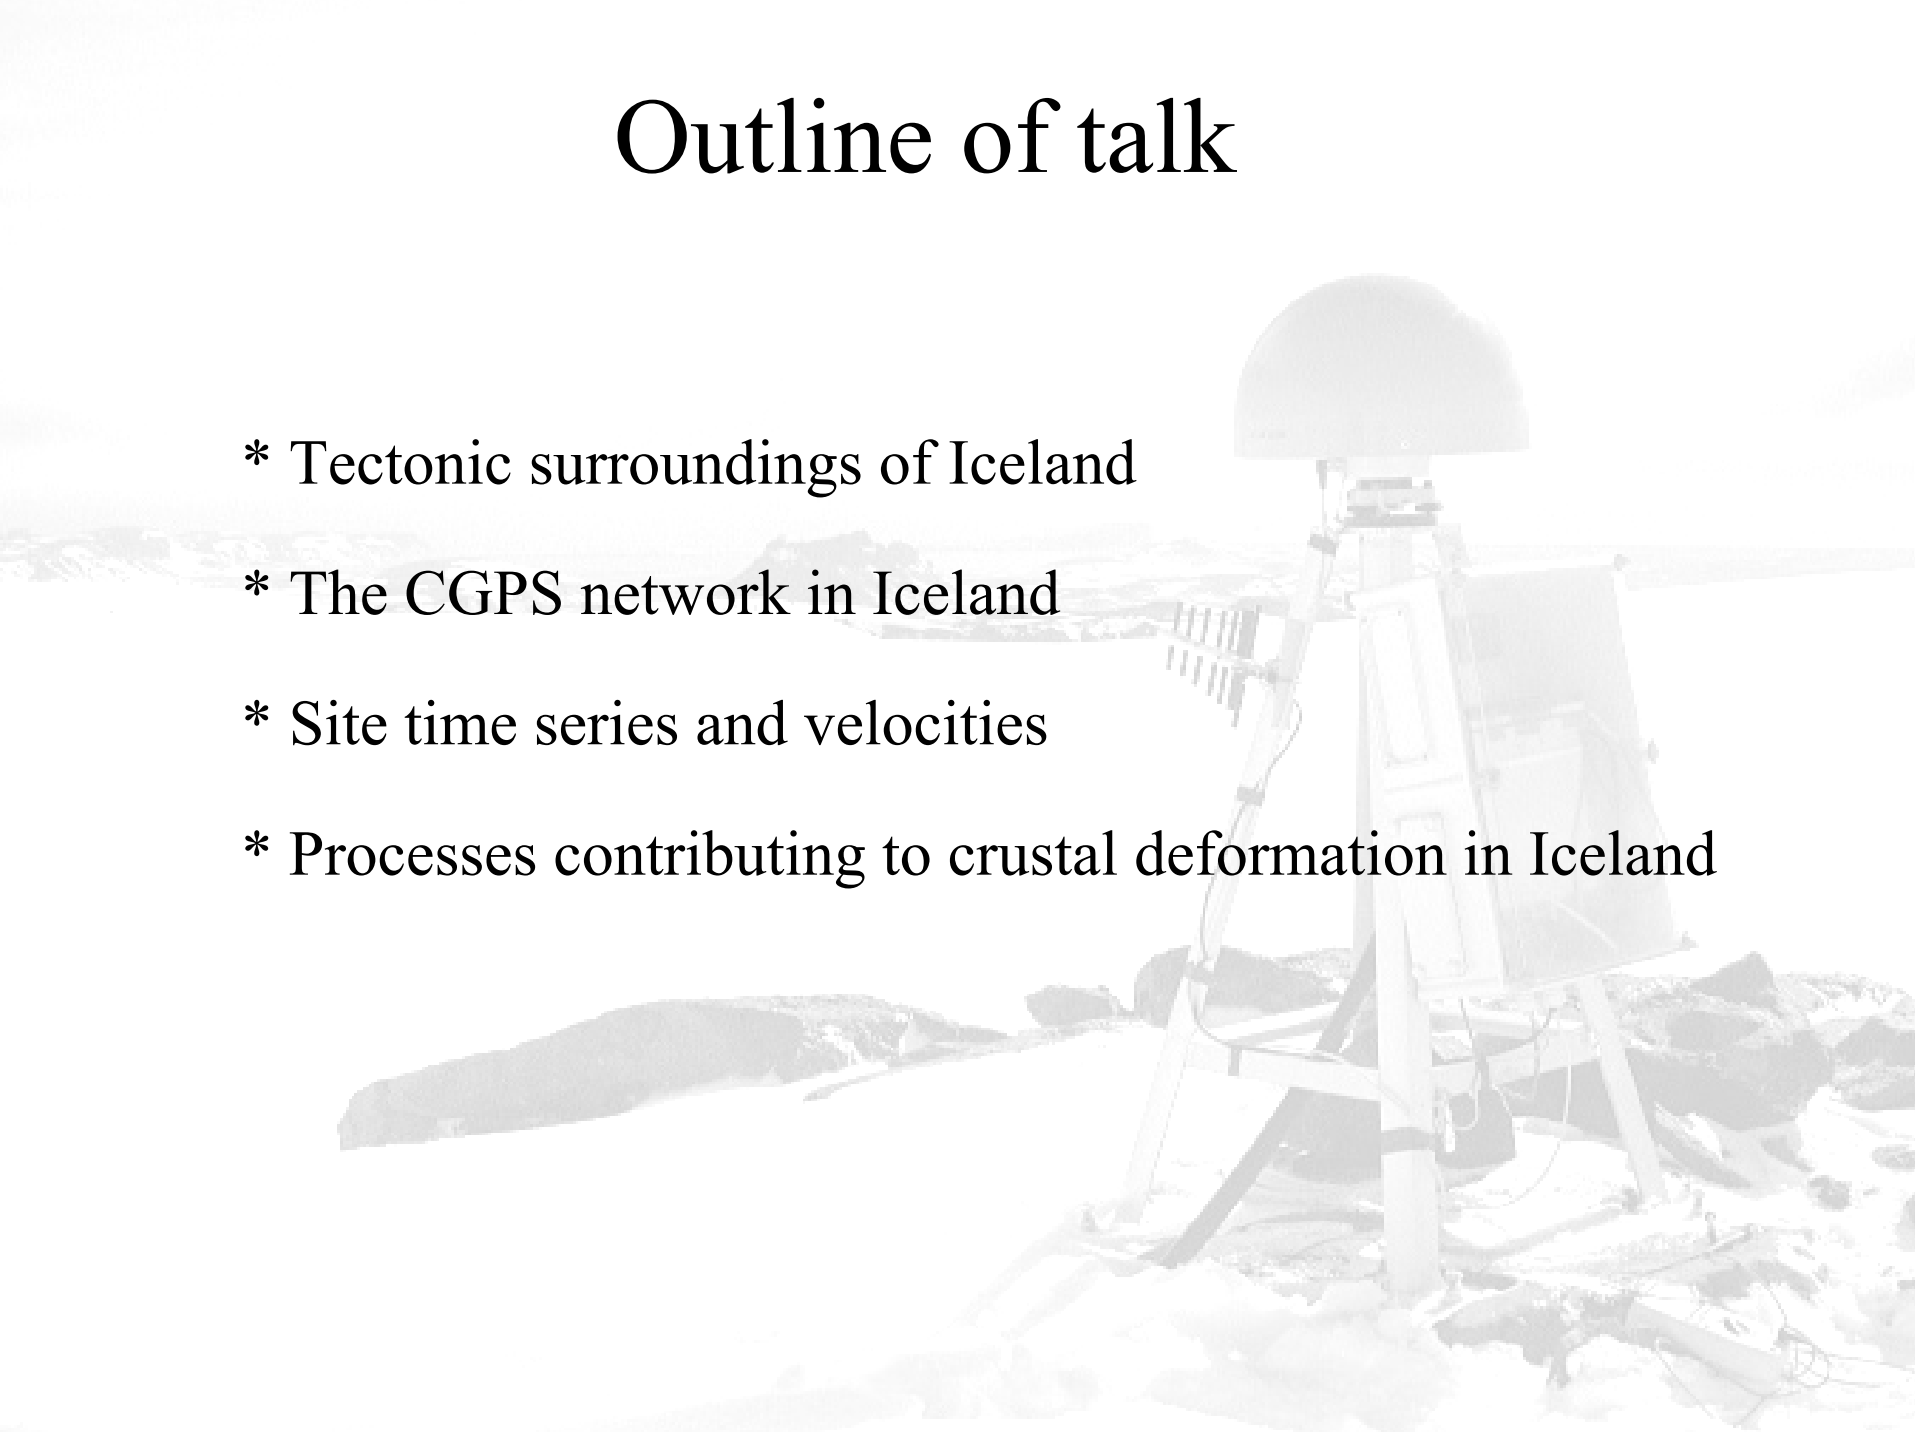 Outline of talk
* Tectonic surroundings of Iceland
* The CGPS network in Iceland
* Site time series and velocities
* Processes contributing to crustal deformation in Iceland